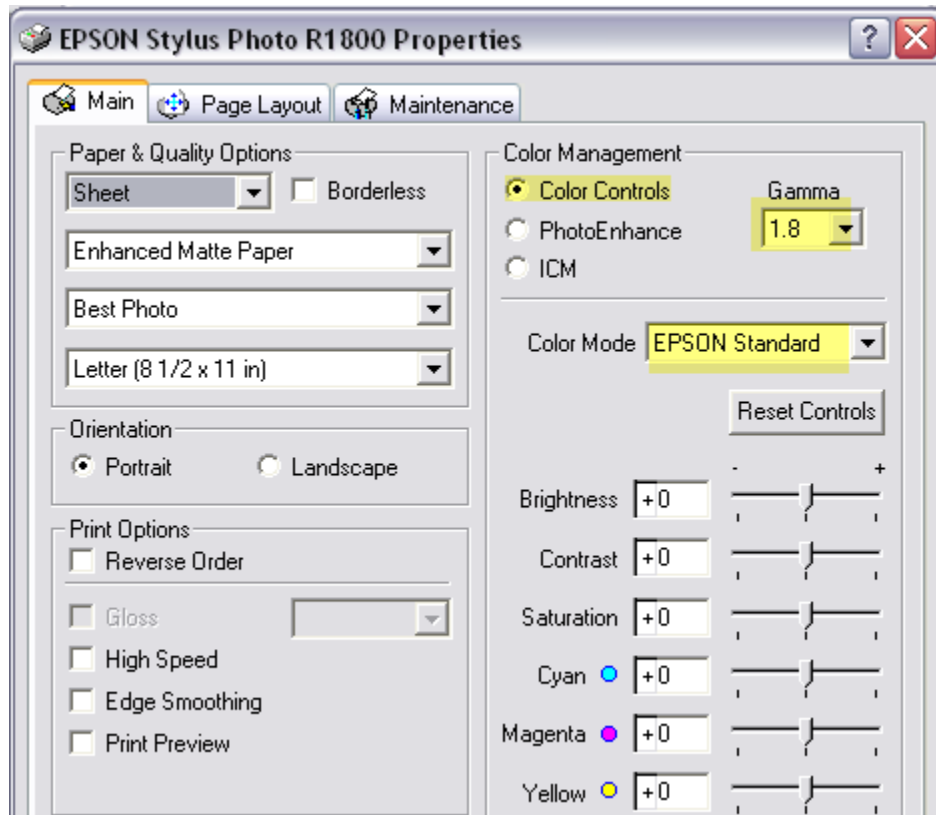 EPSON Stylus Photo R1800 Properties
?
Main Page Layout Maintenance
Paper & Quality Options
Sheet Borderless
Enhanced Matte Paper
Best Photo
Letter (8 1/2 x 11 in)
Orientation
Portrait Landscape
Print Options
Reverse Order
Gloss
High Speed
Edge Smoothing
Print Preview
Color Management
Color Controls Gamma
PhotoEnhance 1.8
ICM
Color Mode EPSON Standard
Reset Controls
- +
Brightness +0
Contrast +0
Saturation +0
Cyan +0
Magenta +0
Yellow +0